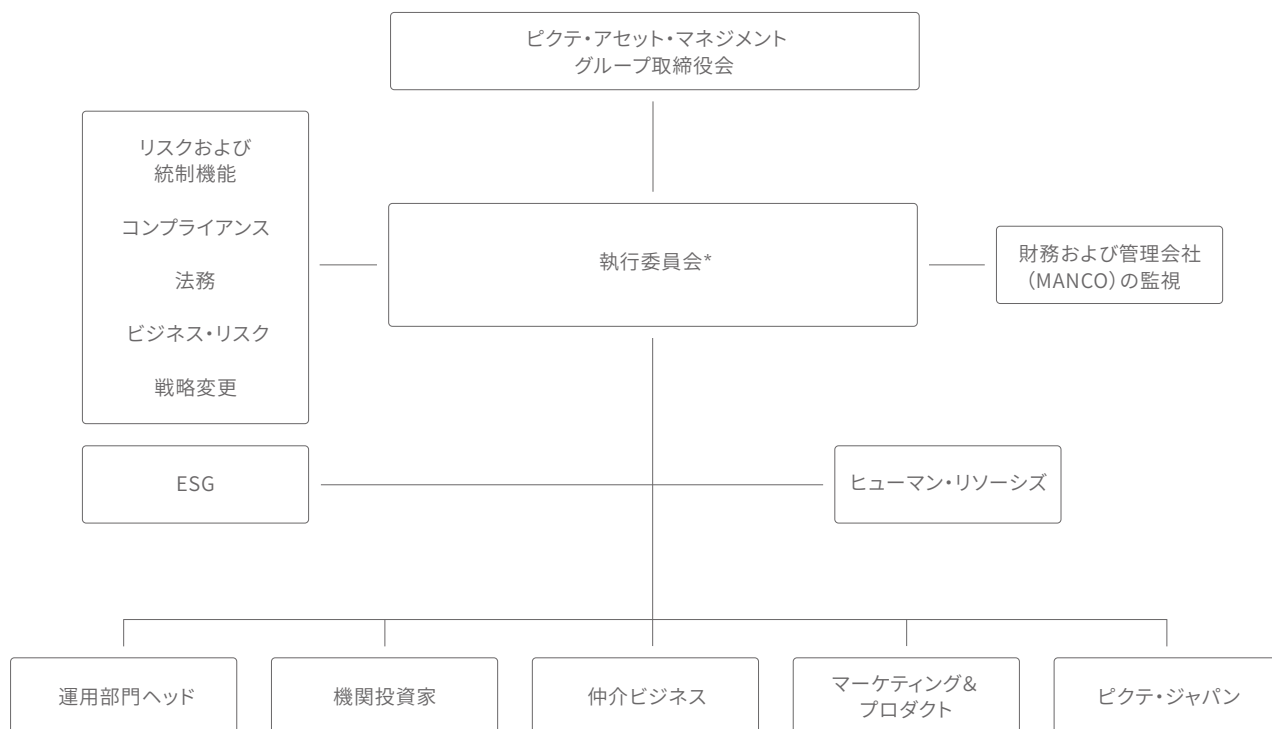 ピクテ・アセット・マネジメント
グループ取締役会
リスクおよび
統制機能
コンプライアンス
法務
ビジネス・リスク
戦略変更
執行委員会*
財務および管理会社
（MANCO）の監視
ESG
ヒューマン・リソーシズ
運用部門ヘッド
機関投資家
仲介ビジネス
マーケティング&
プロダクト
ピクテ・ジャパン